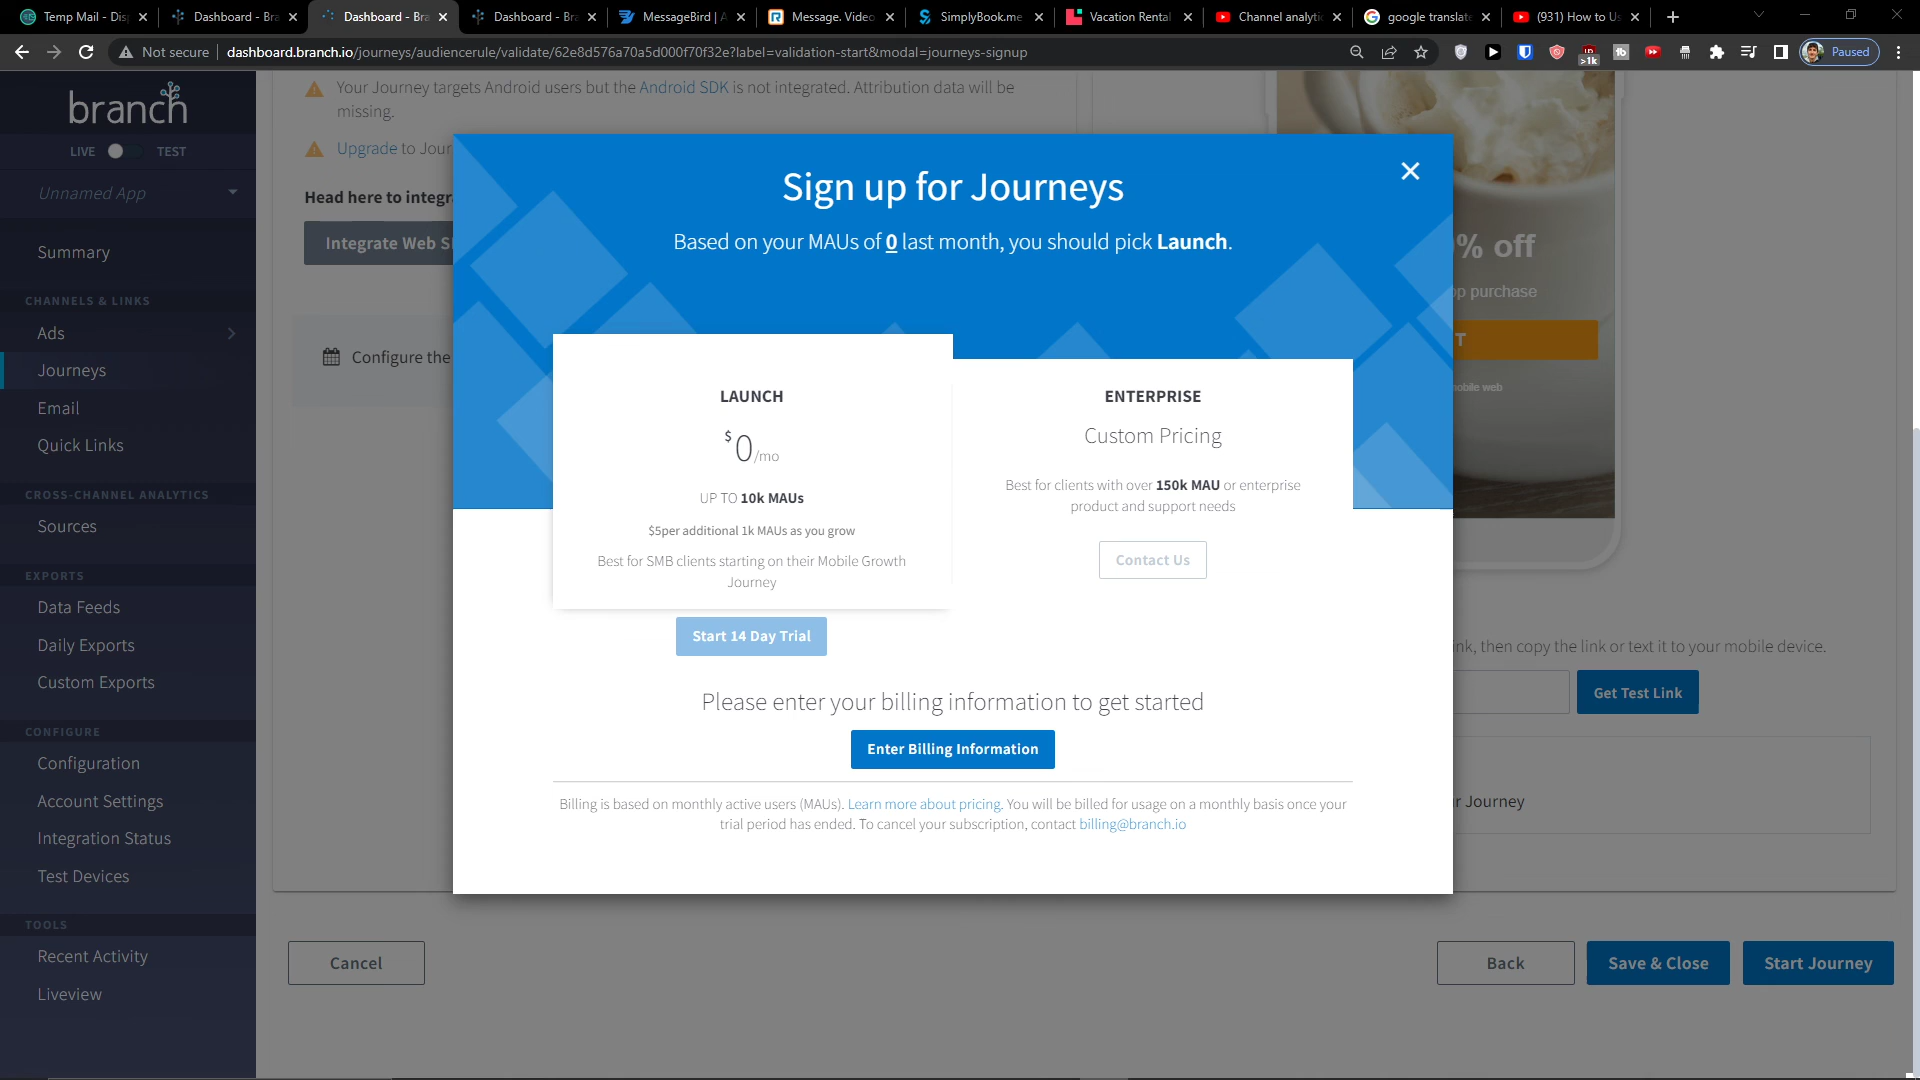 Temp Mail - Dis
Dashboard - Bra
Dashboard - Bra
Dashboard - Bra
MessageBird | A
Message. Video
SimplyBook.me
Vacation Rental
Channel analytic
google translate
(931) How to Us
Not secure
dashboard.branch.io/journeys/audiencerule/validate/62e8d576a70a5d000f70f32e?label=validation-start&modal=journeys-signup
>1k
Paused
branch
LIVE TEST
Unnamed App
Summary
CHANNELS & LINKS
Ads
Journeys
Email
Quick Links
CROSS-CHANNEL ANALYTICS
Sources
EXPORTS
Data Feeds
Daily Exports
Custom Exports
CONFIGURE
Configuration
Account Settings
Integration Status
Test Devices
TOOLS
Recent Activity
Liveview
Your Journey targets Android users but the Android SDK is not integrated. Attribution data will be
missing.
Upgrade to Jour
Head here to integr
Integrate Web S
Configure the
Sign up for Journeys
Based on your MAUs of 0 last month, you should pick Launch.
LAUNCH
$0/mo
UP TO 10k MAUs
$5per additional 1k MAUs as you grow
Best for SMB clients starting on their Mobile Growth
Journey
Start 14 Day Trial
ENTERPRISE
Custom Pricing
Best for clients with over 150k MAU or enterprise
product and support needs
Contact Us
Please enter your billing information to get started
Enter Billing Information
Billing is based on monthly active users (MAUs). Learn more about pricing. You will be billed for usage on a monthly basis once your
trial period has ended. To cancel your subscription, contact billing@branch.io
% off
pp purchase
T
mobile web
ink, then copy the link or text it to your mobile device.
Get Test Link
r Journey
Cancel
Back
Save & Close
Start Journey